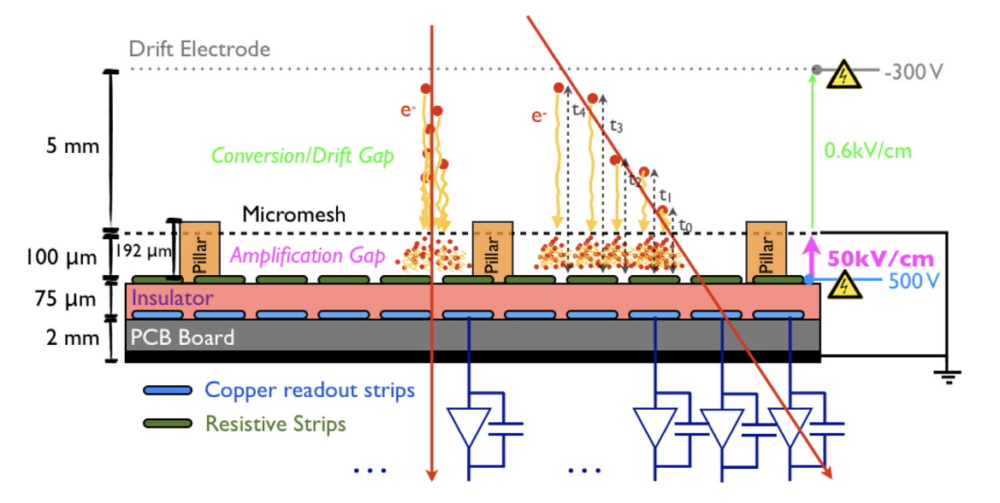 Drift Electrode
-300 V
5 mm
e-
e-
t4
t3
t2
t1
t0
Conversion/Drift Gap
0.6kV/cm
Micromesh
100 µm
192 µm
Pillar
Amplification Gap
Pillar
Pillar
50kV/cm
500 V
75 µm
Insulator
2 mm
PCB Board
Copper readout strips
Resistive Strips
...
...